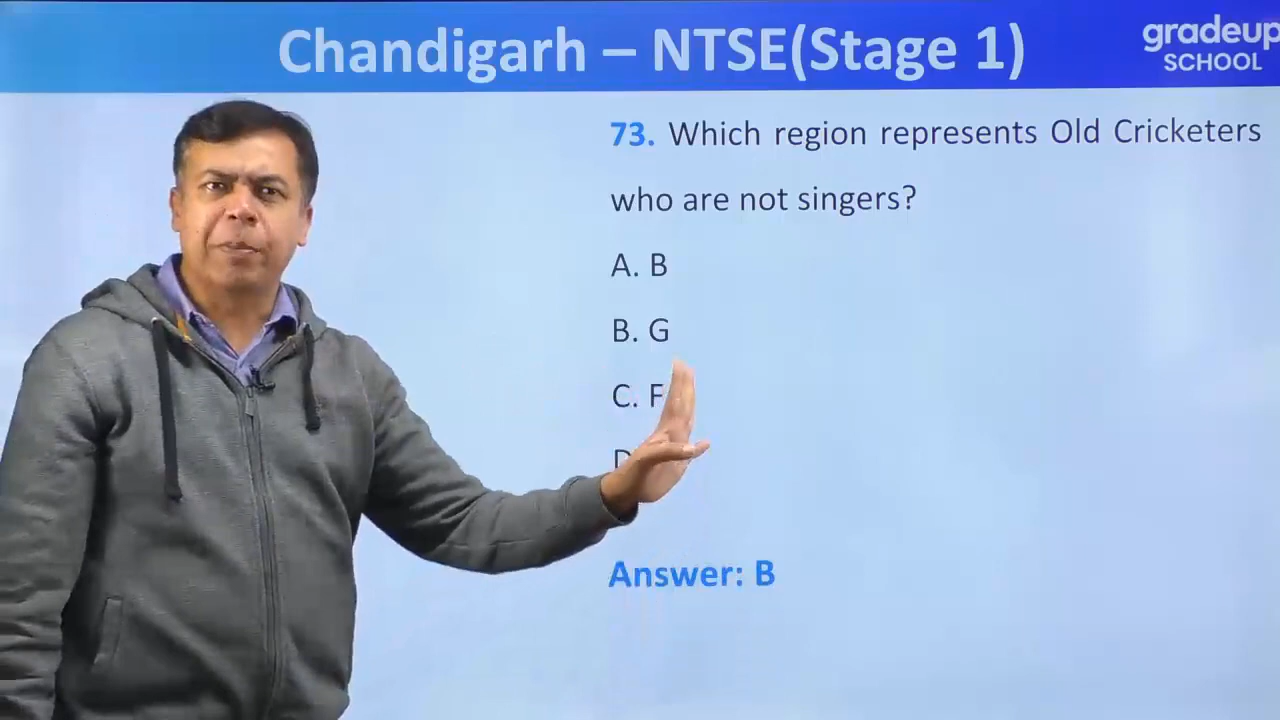 Chandigarh – NTSE(Stage 1)
gradeup
SCHOOL
73. Which region represents Old Cricketers
who are not singers?
A. B
B. G
C. F
D
Answer: B